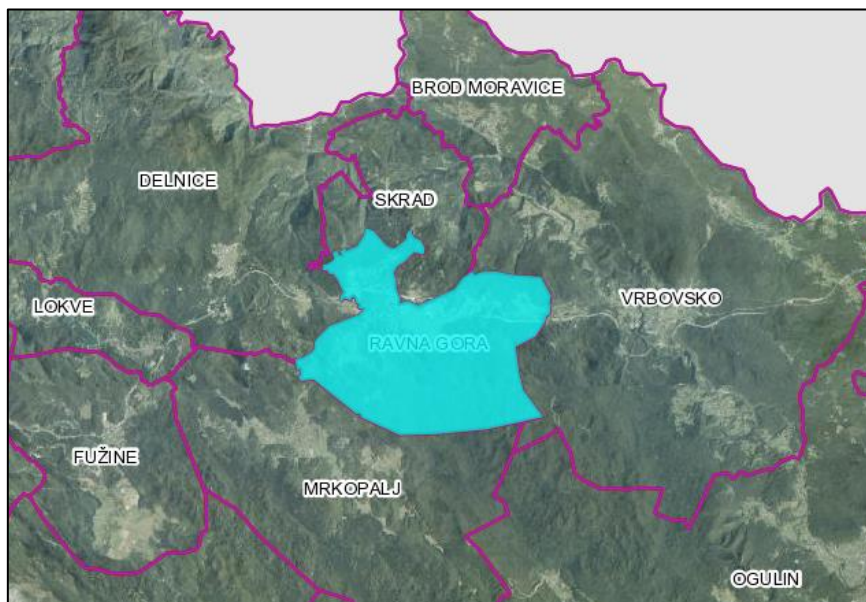 BROD MORAVICE
DELNICE
SKRAD
LOKVE
VRBOVSKO
RAVNA GORA
FUŽINE
MRKOPALJ
OGULIN